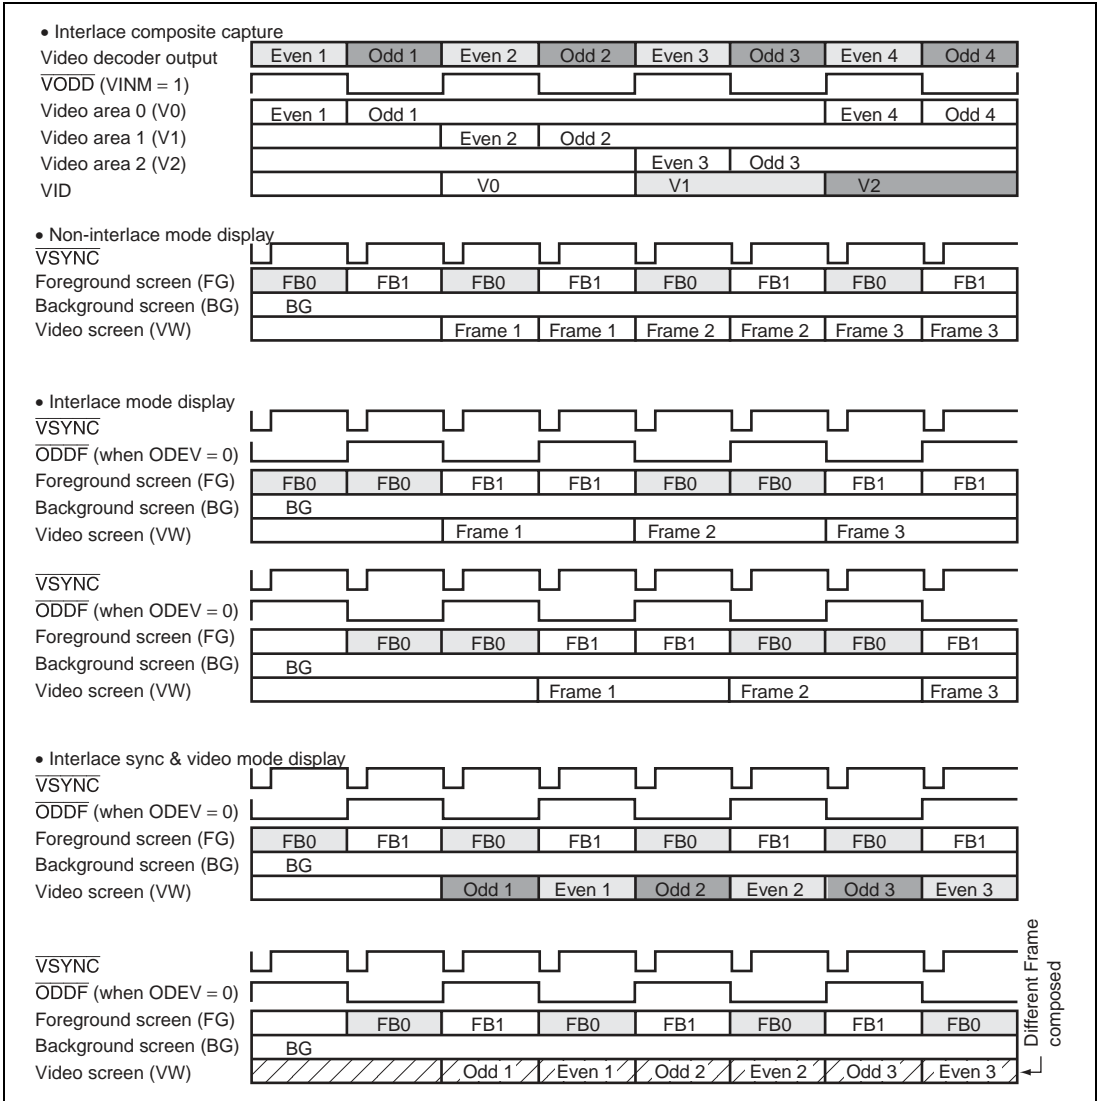 • Interlace composite capture
Video decoder output Even 1 Odd 1 Even 2 Odd 2 Even 3 Odd 3 Even 4 Odd 4
VODD (VINM = 1)
Video area 0 (V0) Even 1 Odd 1 Even 4 Odd 4
Video area 1 (V1) Even 2 Odd 2
Video area 2 (V2) Even 3 Odd 3
VID V0 V1 V2
• Non-interlace mode display
VSYNC
Foreground screen (FG) FB0 FB1 FB0 FB1 FB0 FB1 FB0 FB1
Background screen (BG) BG
Video screen (VW) Frame 1 Frame 1 Frame 2 Frame 2 Frame 3 Frame 3
• Interlace mode display
VSYNC
ODDF (when ODEV = 0)
Foreground screen (FG) FB0 FB0 FB1 FB1 FB0 FB0 FB1 FB1
Background screen (BG) BG
Video screen (VW) Frame 1 Frame 2 Frame 3
VSYNC
ODDF (when ODEV = 0)
Foreground screen (FG) FB0 FB0 FB1 FB1 FB0 FB0 FB1
Background screen (BG) BG
Video screen (VW) Frame 1 Frame 2 Frame 3
• Interlace sync & video mode display
VSYNC
ODDF (when ODEV = 0)
Foreground screen (FG) FB0 FB1 FB0 FB1 FB0 FB1 FB0 FB1
Background screen (BG) BG
Video screen (VW) Odd 1 Even 1 Odd 2 Even 2 Odd 3 Even 3
VSYNC
ODDF (when ODEV = 0)
Foreground screen (FG) FB0 FB1 FB0 FB1 FB0 FB1 FB0
Background screen (BG) BG
Video screen (VW) Odd 1 Even 1 Odd 2 Even 2 Odd 3 Even 3
Different Frame
composed